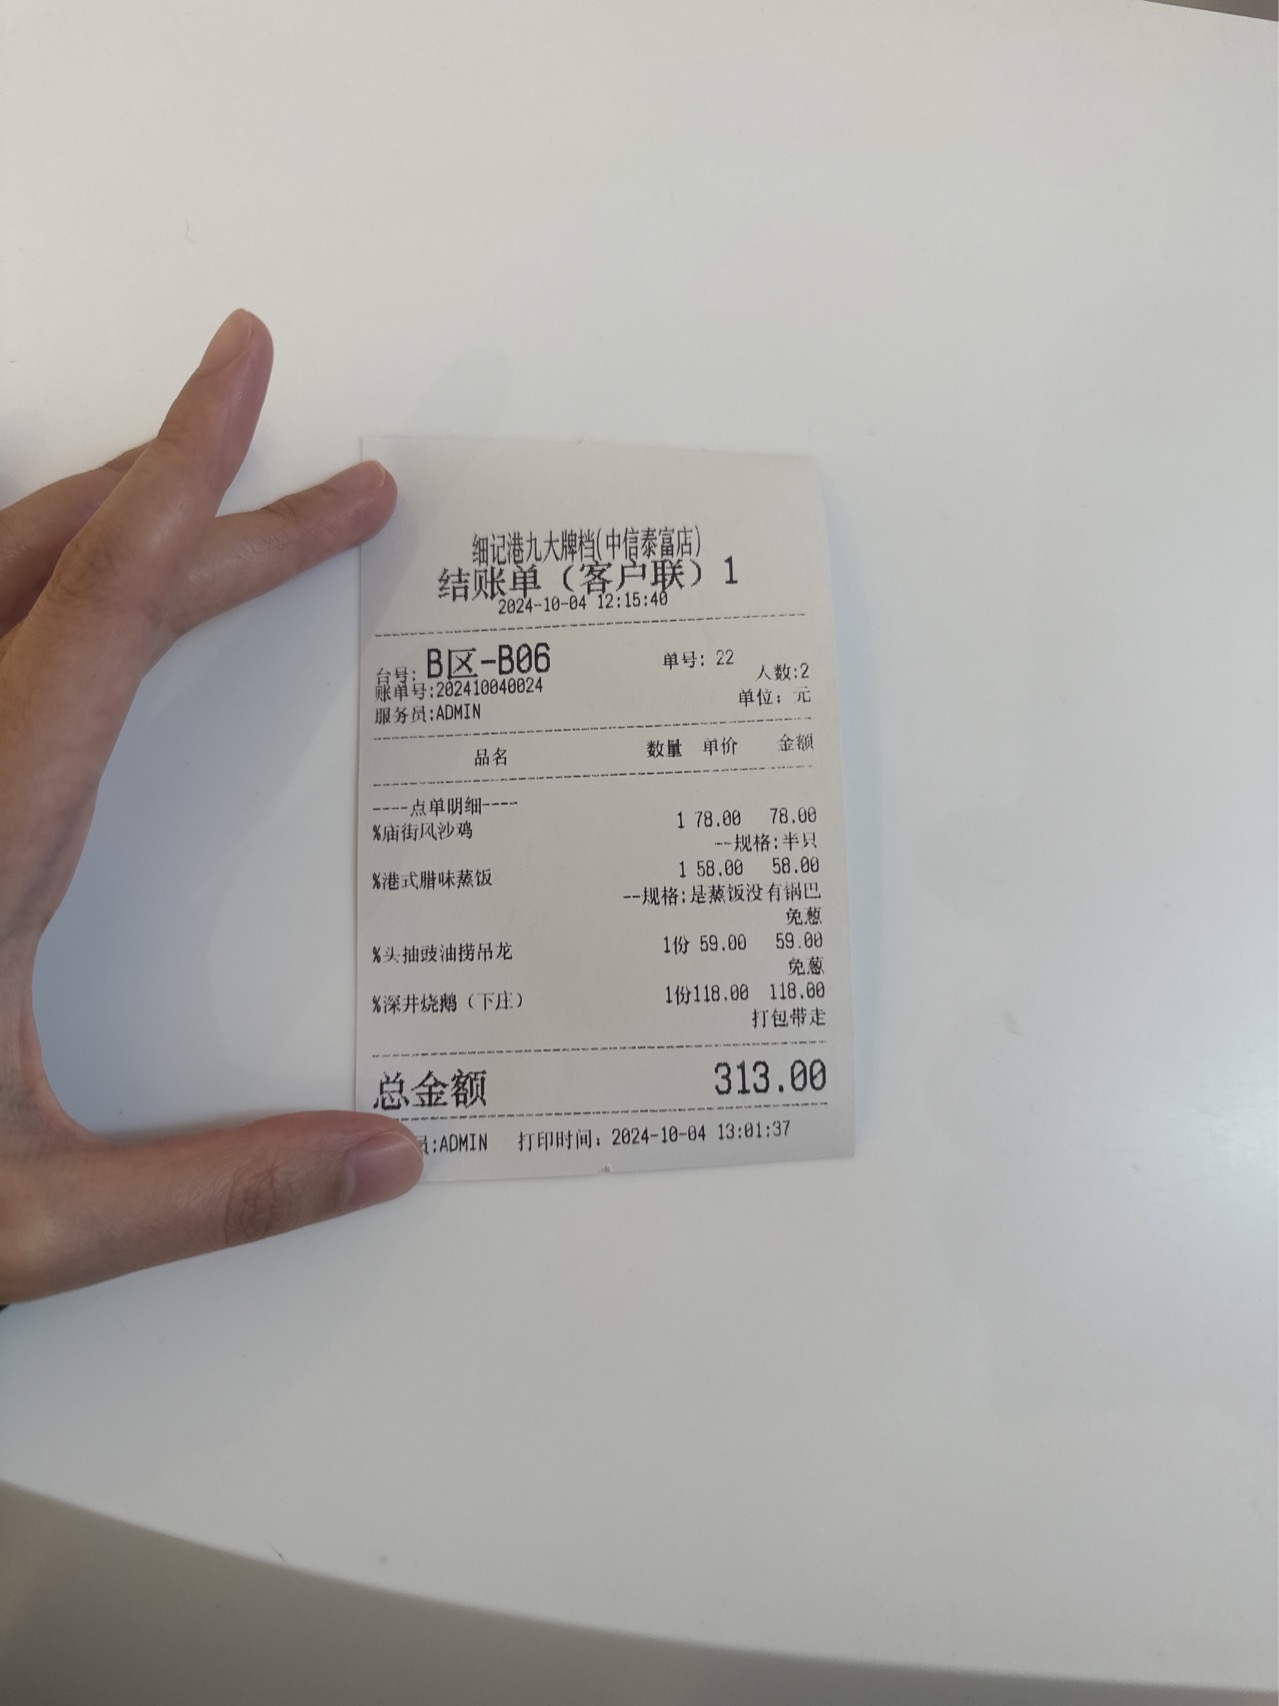 细记港九大牌档(中信泰富店)
结账单（客户联）1
2024-10-04 12:15:40
台号: B区-B06 单号: 22
人数:2
账单号:202410040024
单位：元
服务员:ADMIN
品名 数量 单价 金额
----点单明细----
%庙街风沙鸡 1 78.00 78.00
--规格:半只
%港式腊味蒸饭 1 58.00 58.00
--规格:是蒸饭没有锅巴
免葱
%头抽豉油捞吊龙 1份 59.00 59.00
免葱
%深井烧鹅（下庄） 1份118.00 118.00
打包带走
总金额 313.00
员:ADMIN 打印时间：2024-10-04 13:01:37